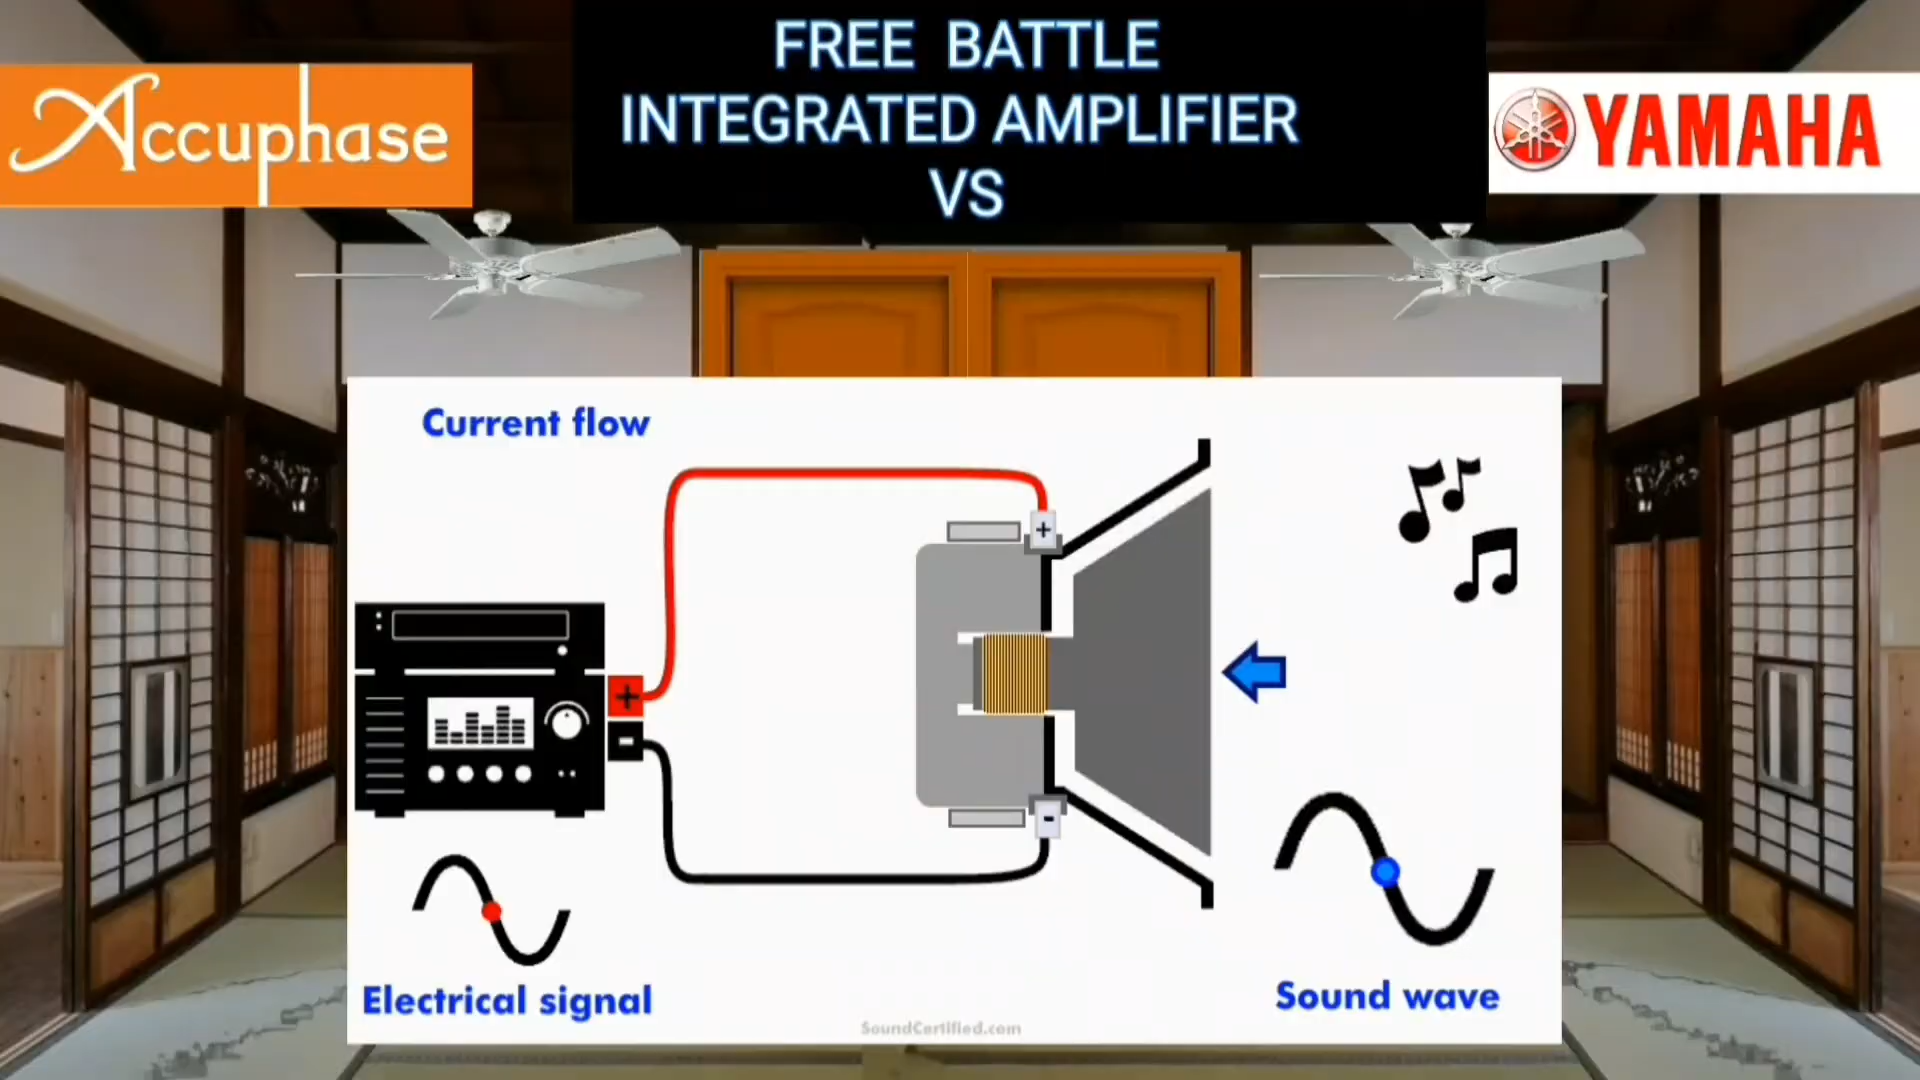 FREE BATTLE
INTEGRATED AMPLIFIER
VS
Accuphase
YAMAHA
Current flow
+
+
-
-
Electrical signal
Sound wave
SoundCertified.com